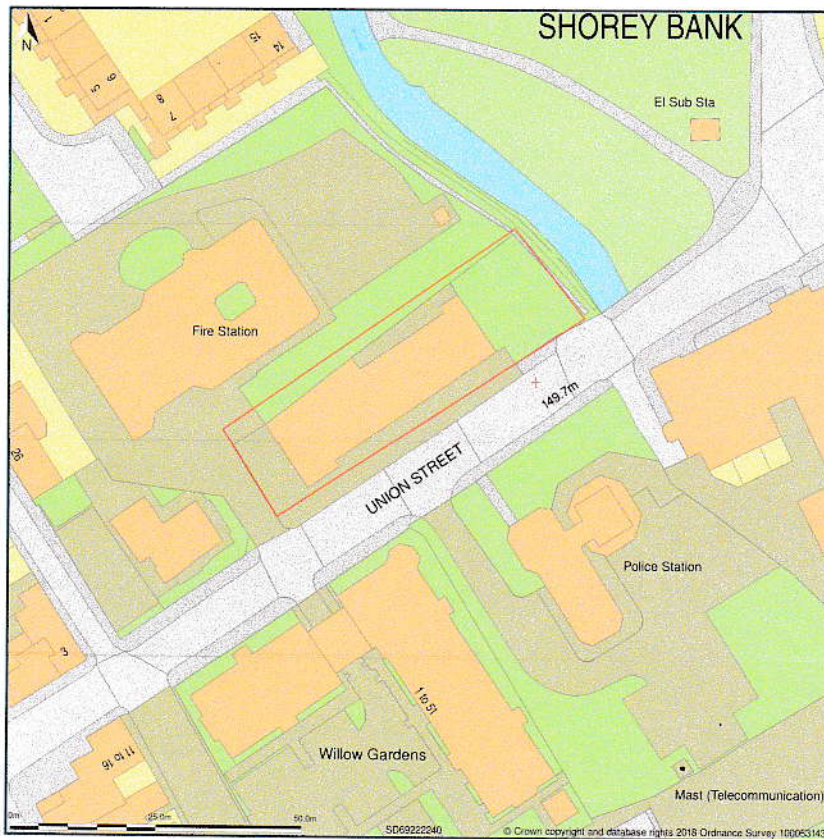 SHOREY BANK
N
1
15
14
6
5
8
7
El Sub Sta
Fire Station
149.7m
UNION STREET
26
Police Station
3
1 to 51
Willow Gardens
11 to 16
Mast (Telecommunication)
0m
25.0m
50.0m
SD69222240
© Crown copyright and database rights 2018 Ordnance Survey 100053143